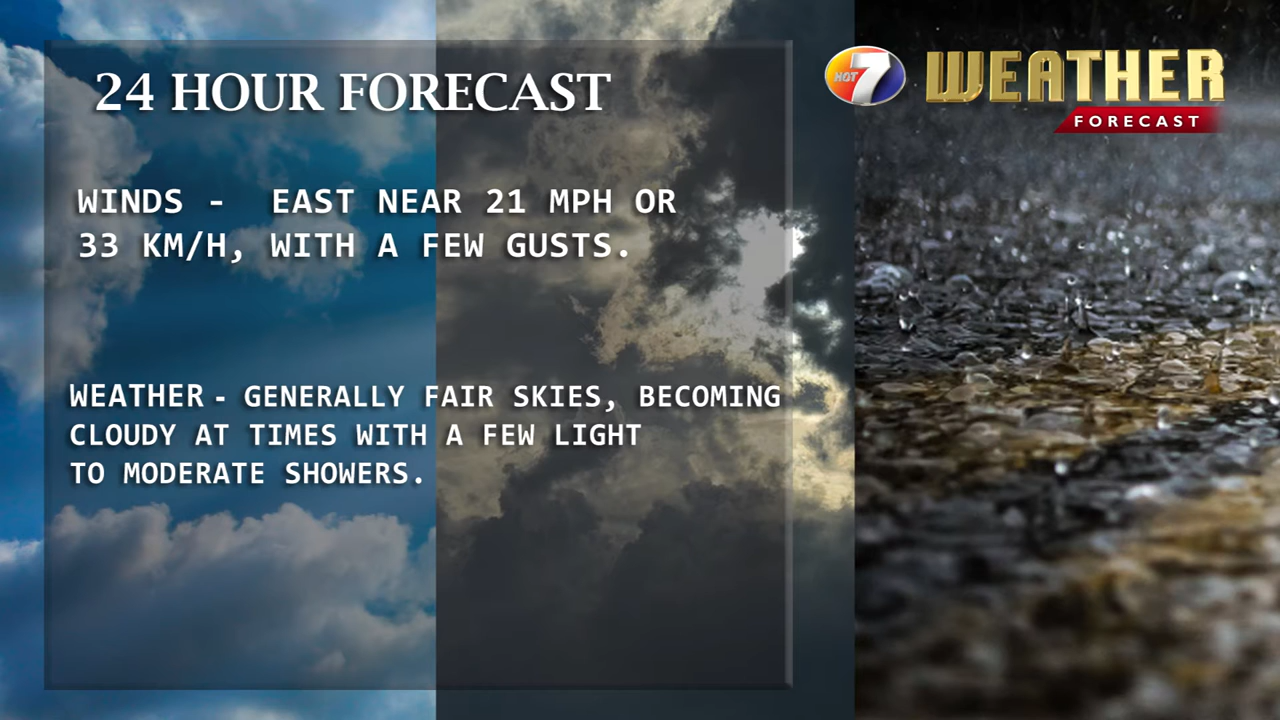 24 HOUR FORECAST
HOT 7
WEATHER
FORECAST
WINDS - EAST NEAR 21 MPH OR
33 KM/H, WITH A FEW GUSTS.
WEATHER - GENERALLY FAIR SKIES, BECOMING
CLOUDY AT TIMES WITH A FEW LIGHT
TO MODERATE SHOWERS.